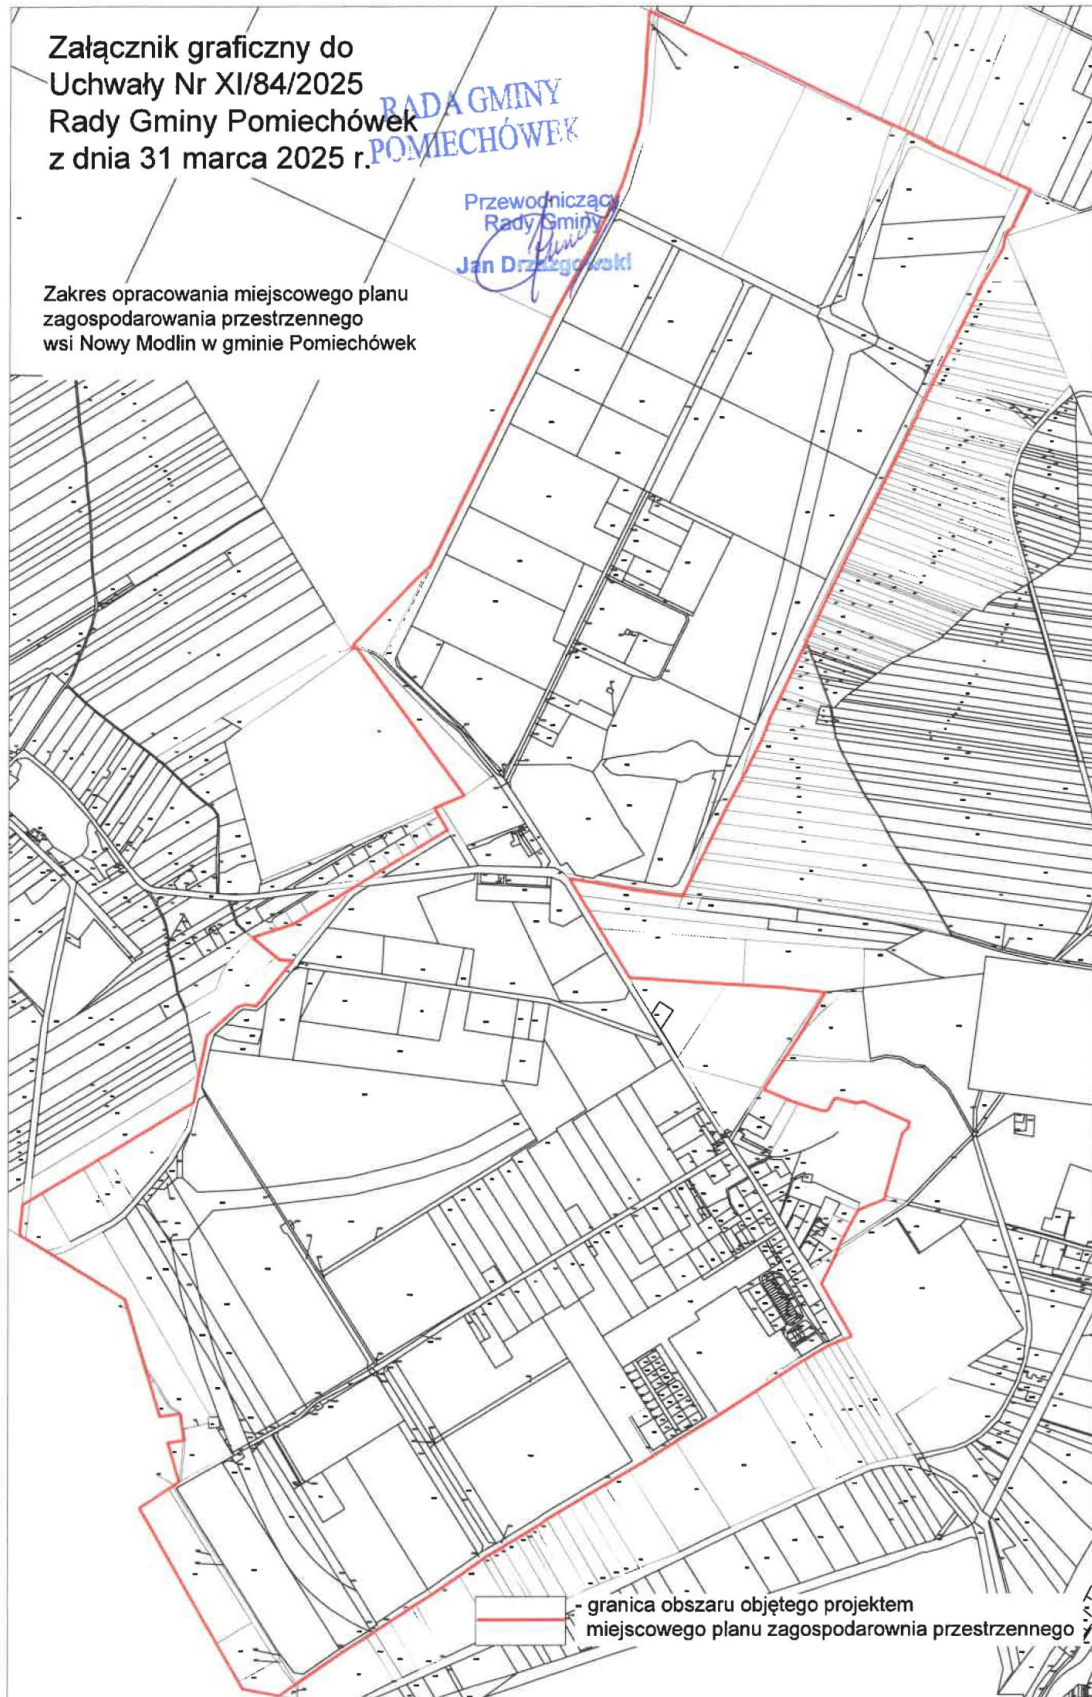 Załącznik graficzny do
Uchwały Nr XI/84/2025
Rady Gminy Pomiechówek
z dnia 31 marca 2025 r.
RADA GMINY
POMIECHÓWEK
Przewodniczący
Rady Gminy
Jan Drzazgowski
Zakres opracowania miejscowego planu
zagospodarowania przestrzennego
wsi Nowy Modlin w gminie Pomiechówek
- granica obszaru objętego projektem
miejscowego planu zagospodarownia przestrzennego